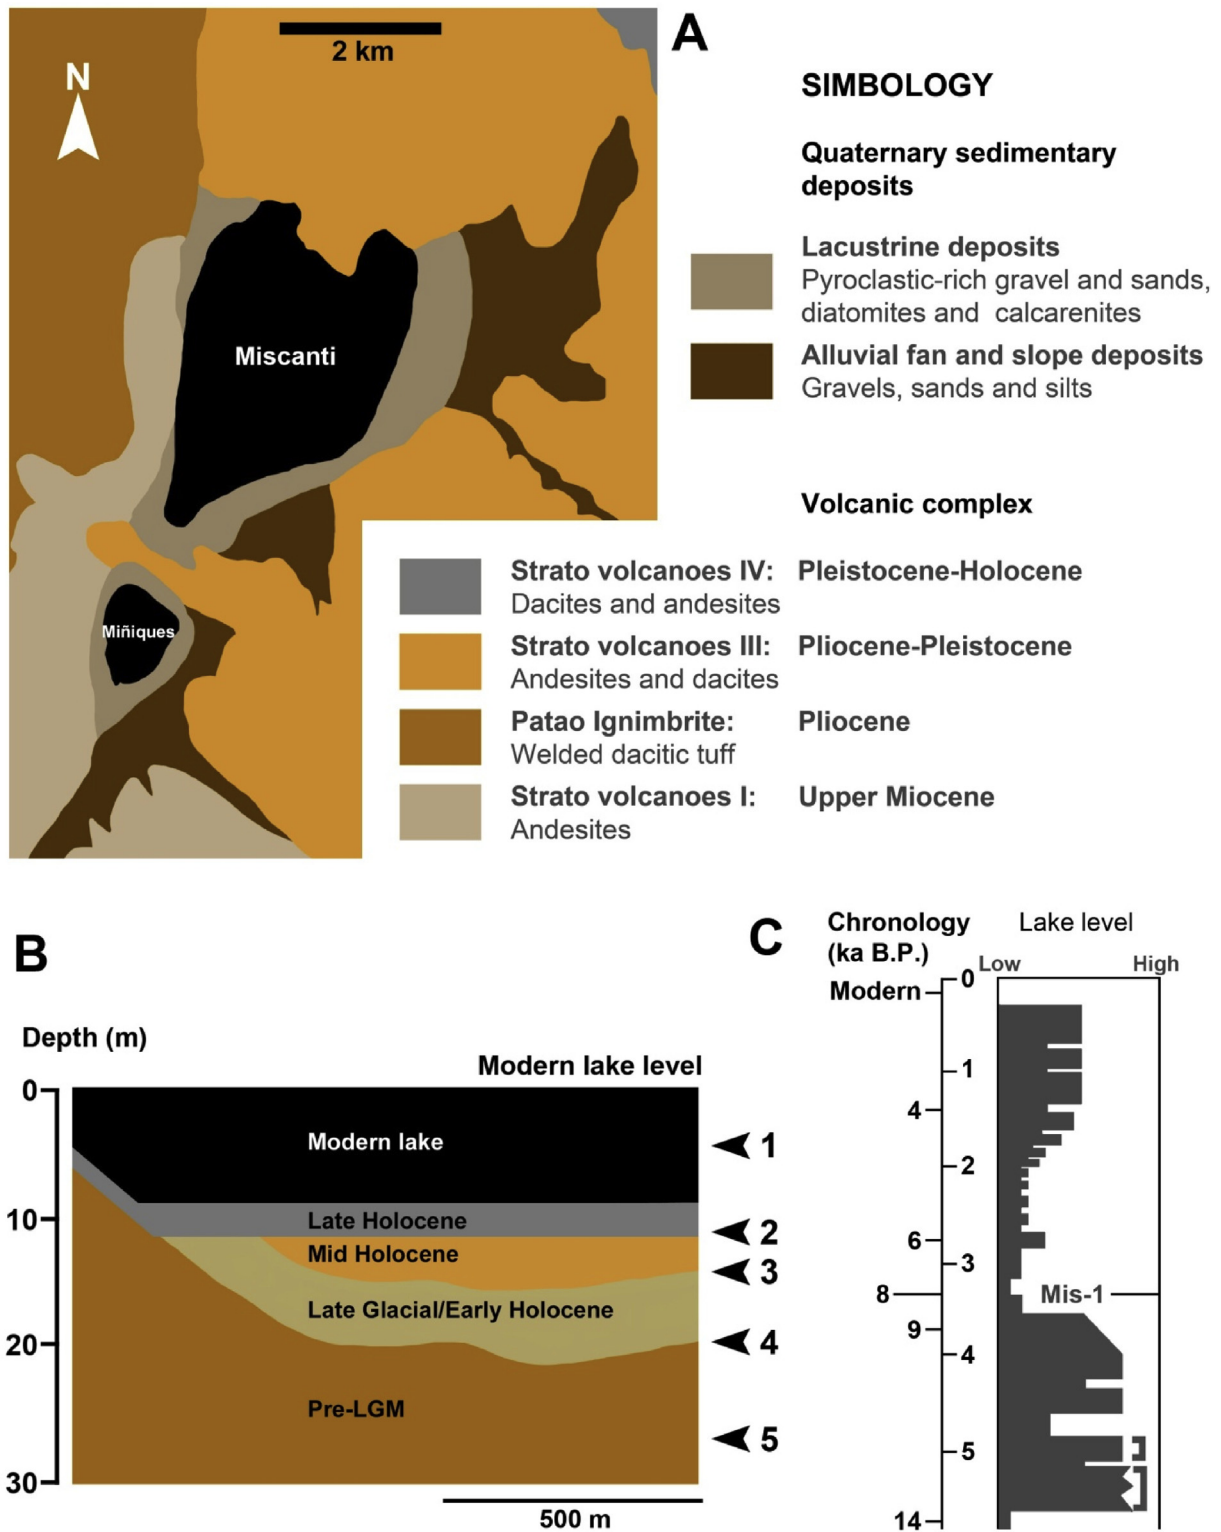 A
2 km
N
SIMBOLOGY
Quaternary sedimentary
deposits
Lacustrine deposits
Pyroclastic-rich gravel and sands,
diatomites and calcarenites
Alluvial fan and slope deposits
Gravels, sands and silts
Miscanti
Miñiques
Volcanic complex
Strato volcanoes IV: Pleistocene-Holocene
Dacites and andesites
Strato volcanoes III: Pliocene-Pleistocene
Andesites and dacites
Patao Ignimbrite: Pliocene
Welded dacitic tuff
Strato volcanoes I: Upper Miocene
Andesites
B
Depth (m)
Modern lake level
0
10
20
30
Modern lake
Late Holocene
Mid Holocene
Late Glacial/Early Holocene
Pre-LGM
1
2
3
4
5
500 m
C
Chronology
(ka B.P.)
Lake level
Low
High
Modern
0
1
4
2
6
3
8
Mis-1
9
4
5
14